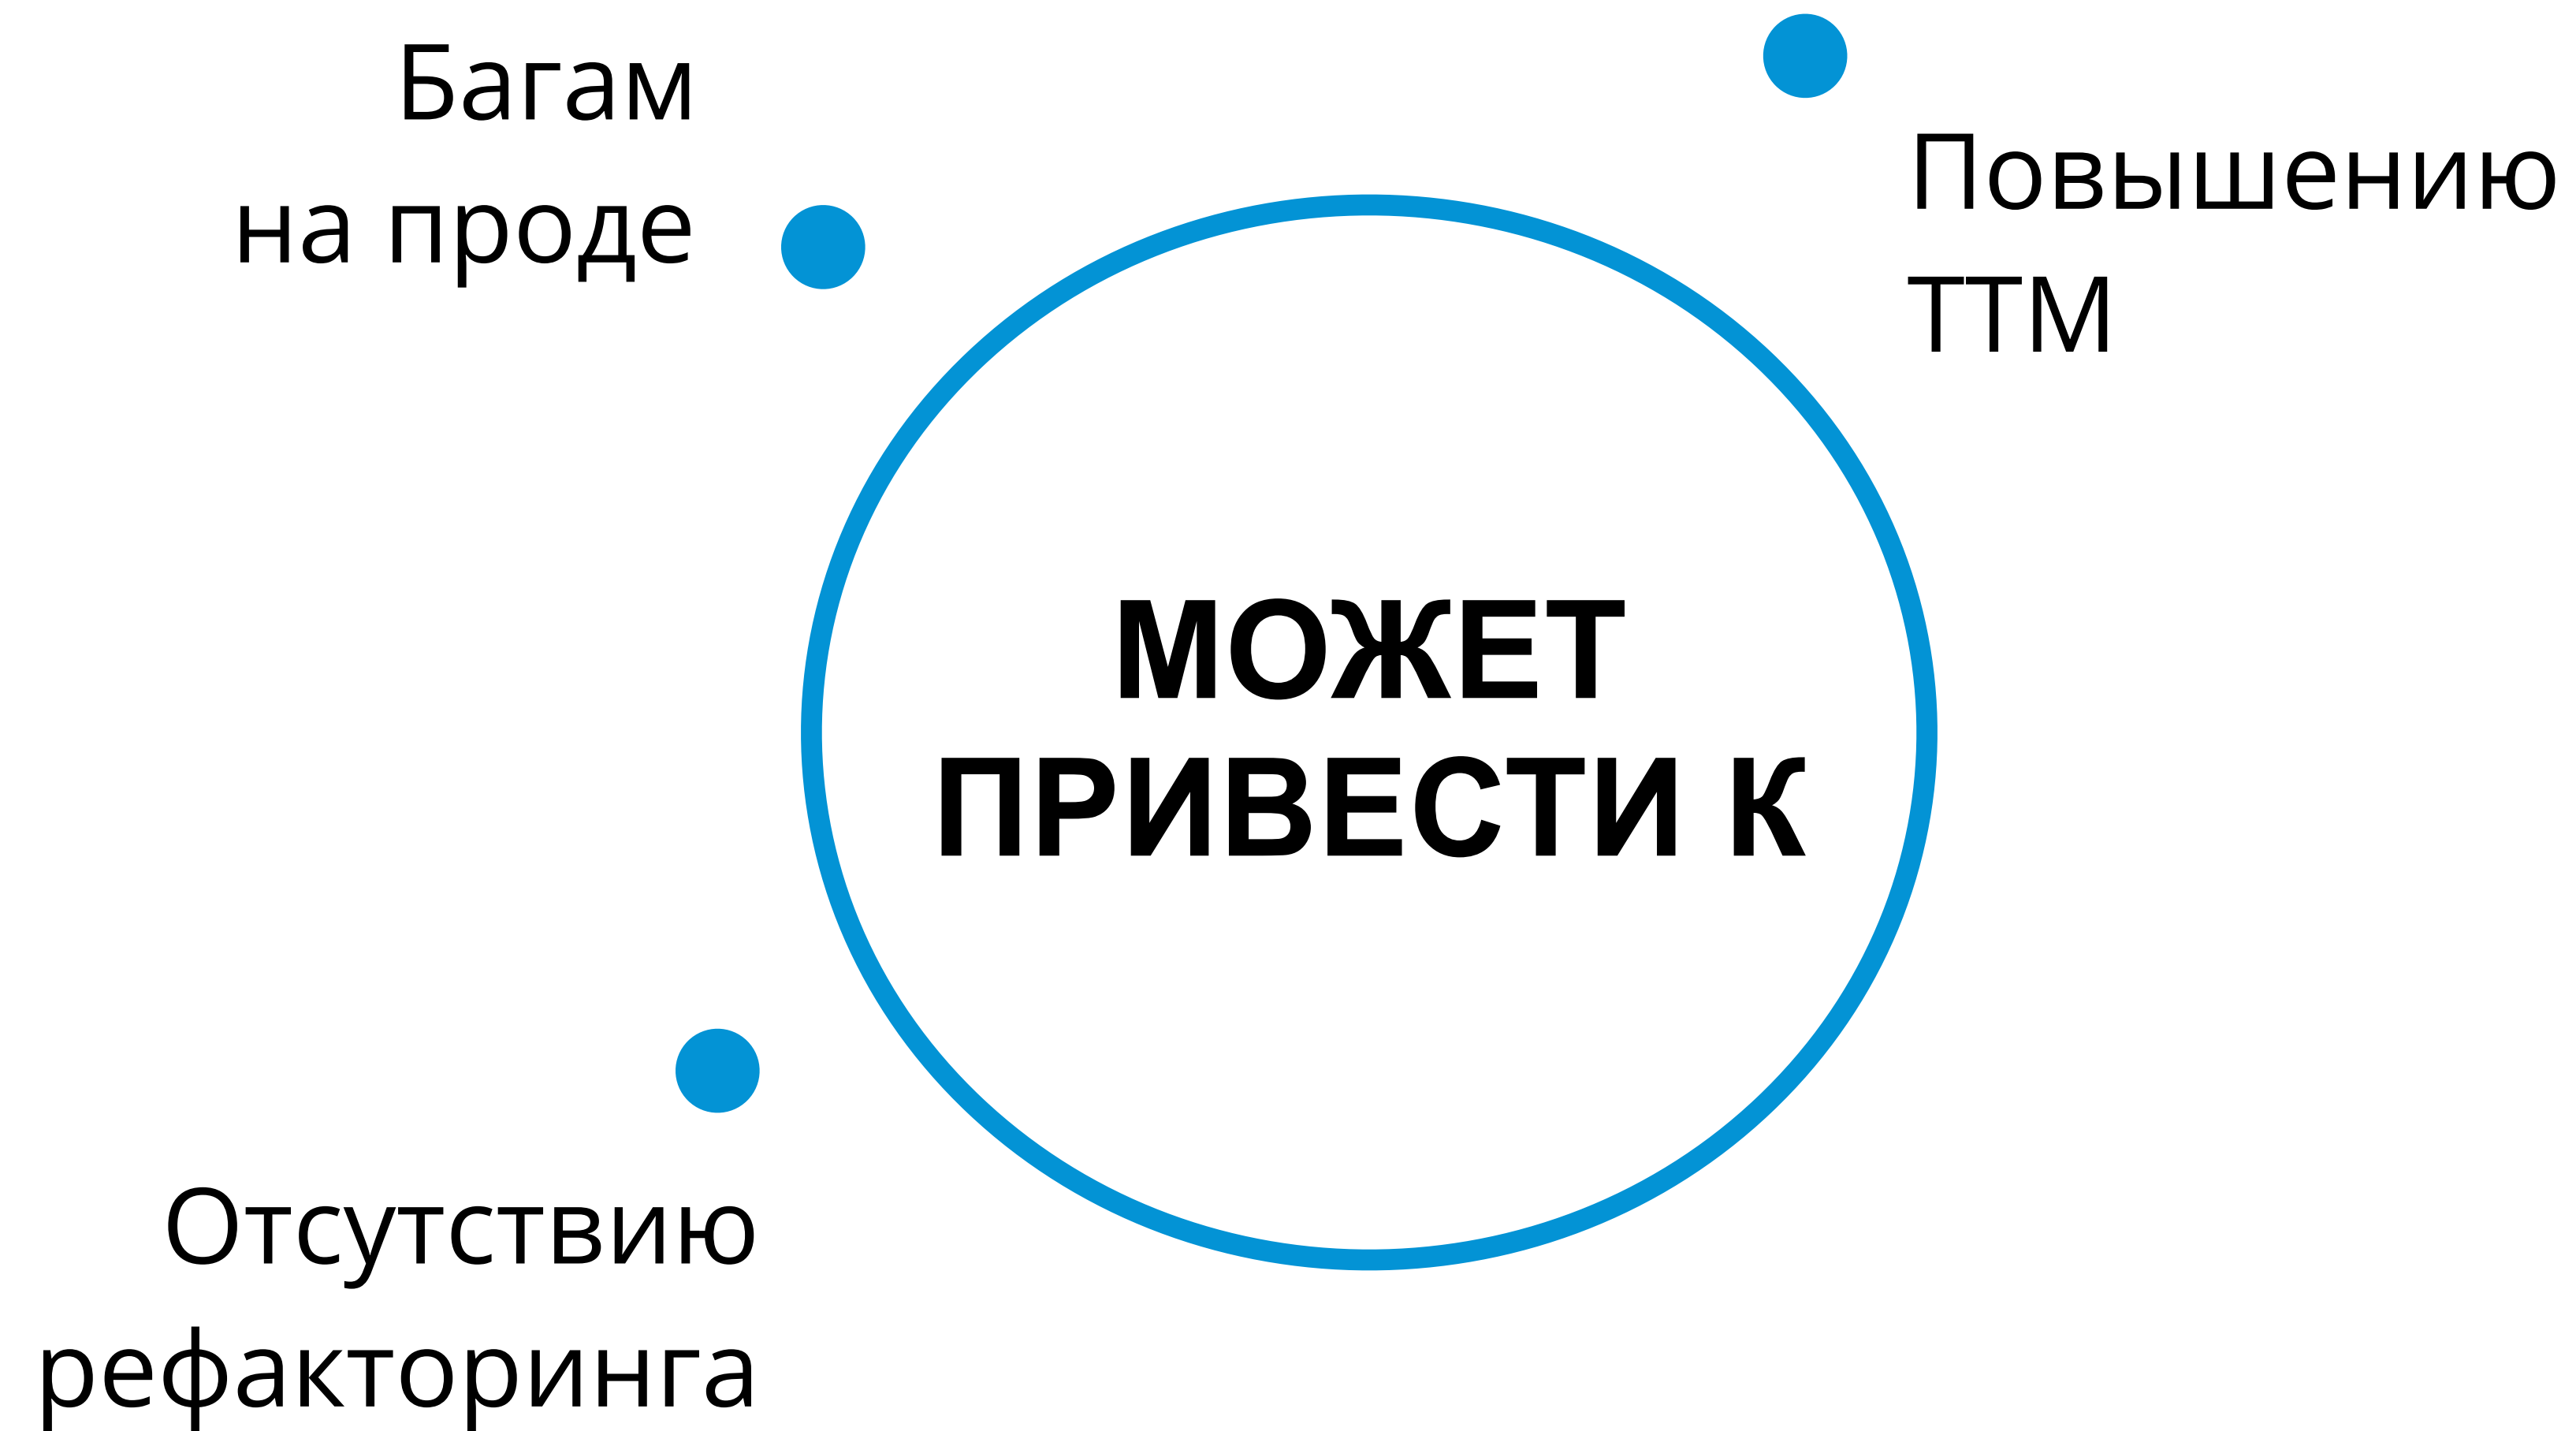 Багам
на проде
Повышению
ТТМ
МОЖЕТ
ПРИВЕСТИ К
Отсутствию
рефакторинга